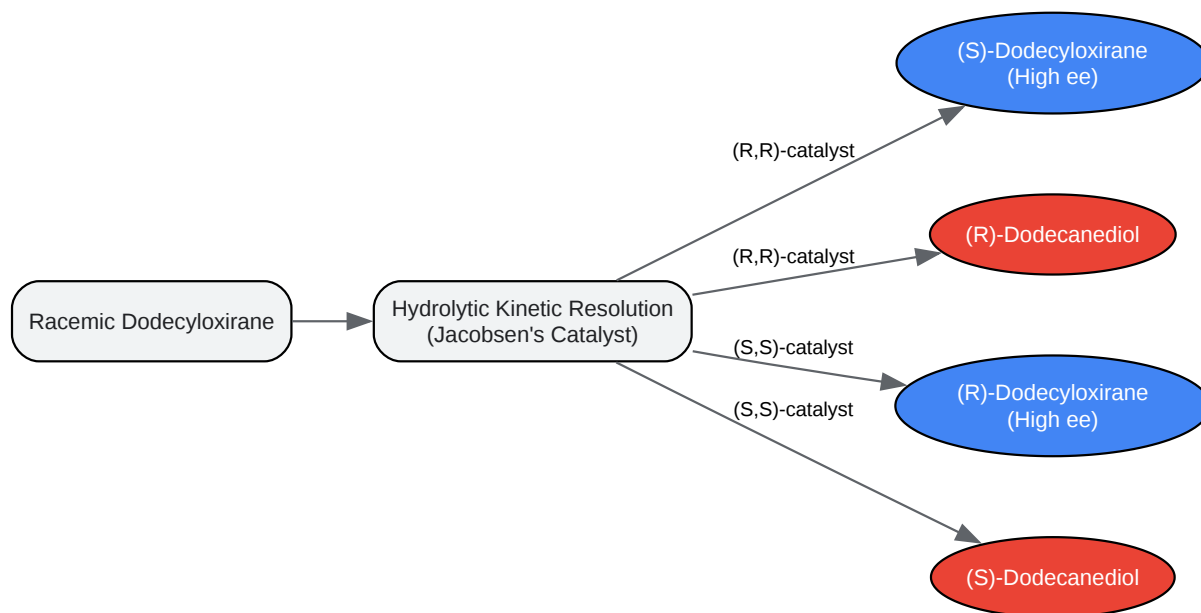 Racemic Dodecyloxirane
Hydrolytic Kinetic Resolution
(Jacobsen's Catalyst)
(R,R)-catalyst
(R,R)-catalyst
(S,S)-catalyst
(S,S)-catalyst
(S)-Dodecyloxirane
(High ee)
(R)-Dodecanediol
(R)-Dodecyloxirane
(High ee)
(S)-Dodecanediol